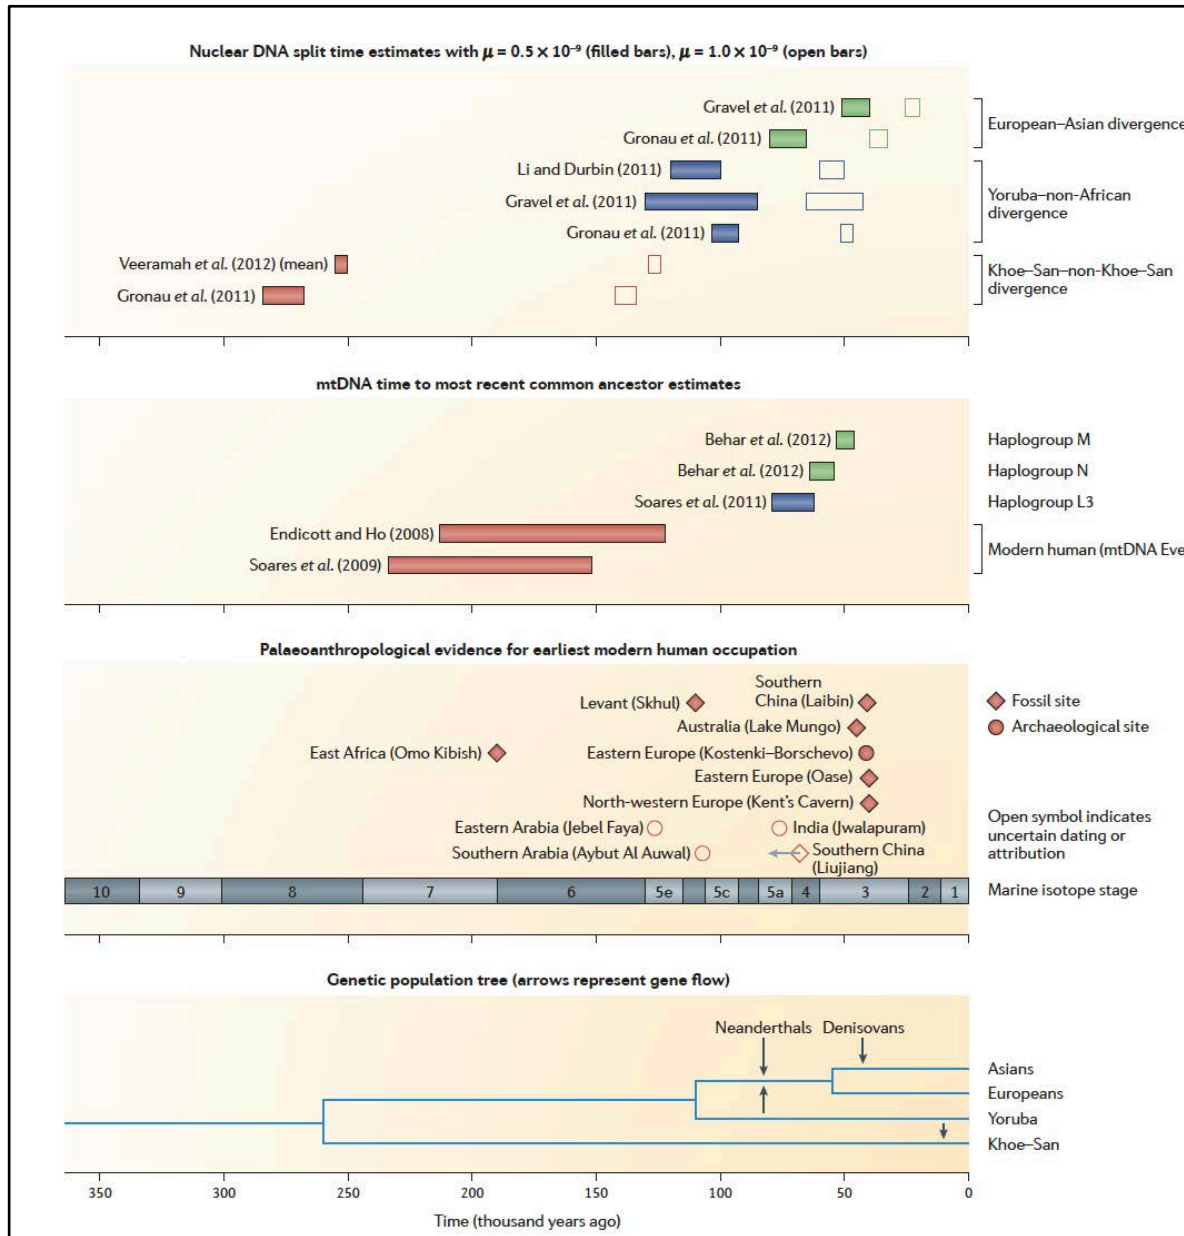 Nuclear DNA split time estimates with μ = 0.5 × 10⁻⁹ (filled bars), μ = 1.0 × 10⁻⁹ (open bars)
Gravel et al. (2011)
Gronau et al. (2011)
European–Asian divergence
Li and Durbin (2011)
Gravel et al. (2011)
Gronau et al. (2011)
Yoruba–non-African
divergence
Veeramah et al. (2012) (mean)
Gronau et al. (2011)
Khoe–San–non-Khoe–San
divergence
mtDNA time to most recent common ancestor estimates
Behar et al. (2012)
Haplogroup M
Behar et al. (2012)
Haplogroup N
Soares et al. (2011)
Haplogroup L3
Endicott and Ho (2008)
Soares et al. (2009)
Modern human (mtDNA Eve
Palaeoanthropological evidence for earliest modern human occupation
Levant (Skhul)
Southern
China (Laibin)
Australia (Lake Mungo)
East Africa (Omo Kibish)
Eastern Europe (Kostenki–Borschevo)
Eastern Europe (Oase)
North-western Europe (Kent's Cavern)
Eastern Arabia (Jebel Faya)
India (Jwalapuram)
Southern Arabia (Aybut Al Auwal)
Southern China
(Liujiang)
Fossil site
Archaeological site
Open symbol indicates
uncertain dating or
attribution
10 9 8 7 6 5e 5c 5a 4 3 2 1
Marine isotope stage
Genetic population tree (arrows represent gene flow)
Neanderthals Denisovans
Asians
Europeans
Yoruba
Khoe–San
350 300 250 200 150 100 50 0
Time (thousand years ago)